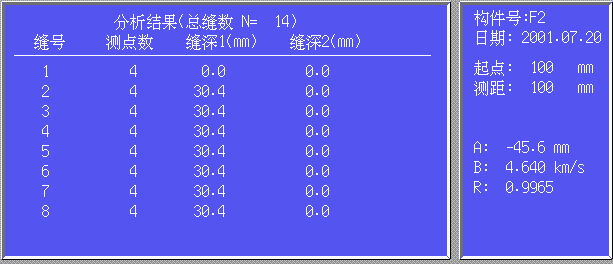 分析结果(总缝数 N= 14)
缝号 测点数 缝深1(mm) 缝深2(mm)
1 4 0.0 0.0
2 4 30.4 0.0
3 4 30.4 0.0
4 4 30.4 0.0
5 4 30.4 0.0
6 4 30.4 0.0
7 4 30.4 0.0
8 4 30.4 0.0
构件号:F2
日期: 2001.07.20
起点: 100 mm
测距: 100 mm
A: -45.6 mm
B: 4.640 km/s
R: 0.9965